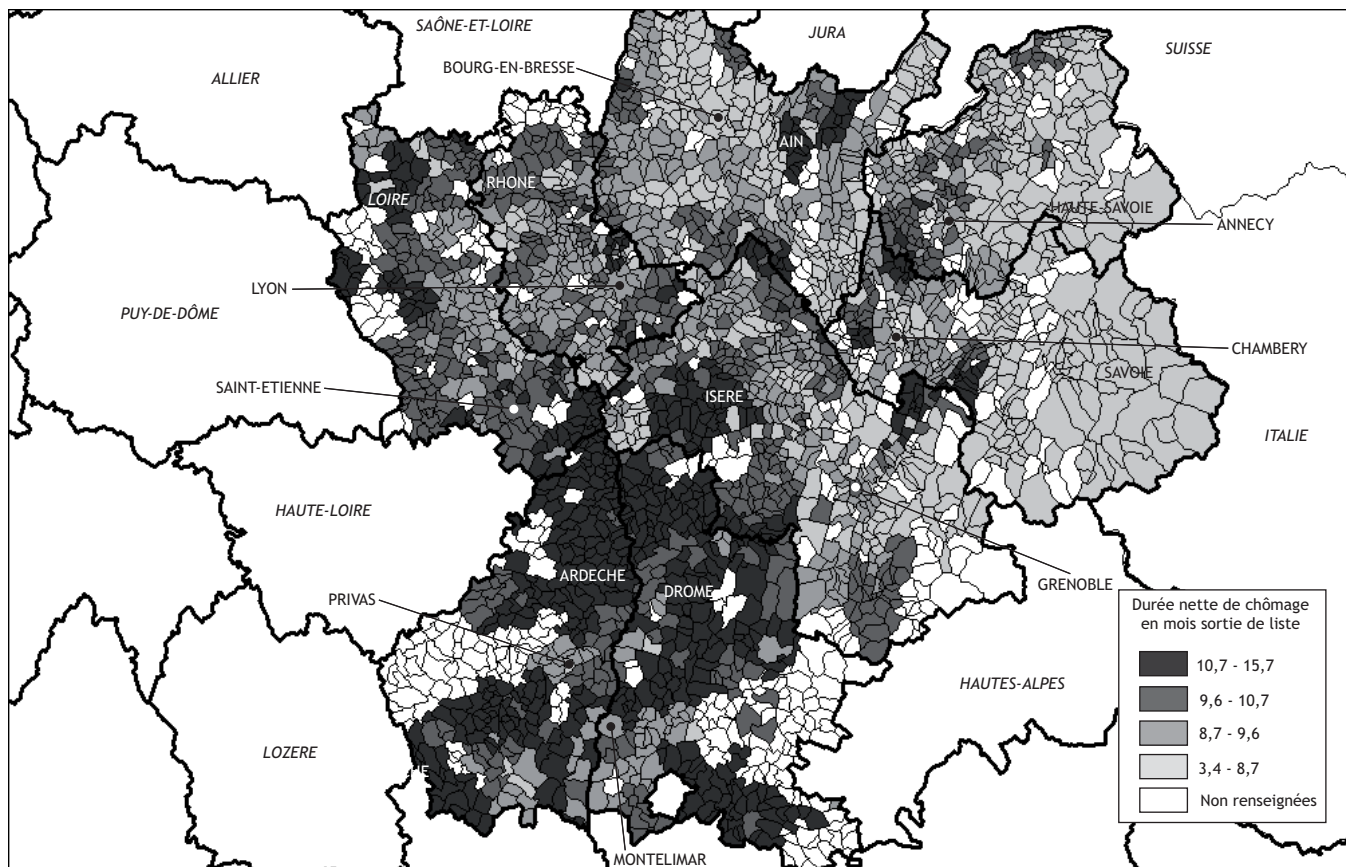 SAÔNE-ET-LOIRE
JURA
SUISSE
ALLIER
BOURG-EN-BRESSE
AIN
RHONE
LOIRE
HAUTE-SAVOIE
ANNECY
LYON
PUY-DE-DÔME
CHAMBERY
SAVOIE
SAINT-ETIENNE
ISERE
ITALIE
HAUTE-LOIRE
ARDECHE
DROME
GRENOBLE
PRIVAS
Durée nette de chômage
en mois sortie de liste
10,7 - 15,7
9,6 - 10,7
8,7 - 9,6
3,4 - 8,7
Non renseignées
HAUTES-ALPES
LOZERE
MONTELIMAR